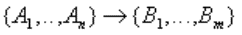 {A₁,..,Aₙ} → {B₁,...,Bₘ}